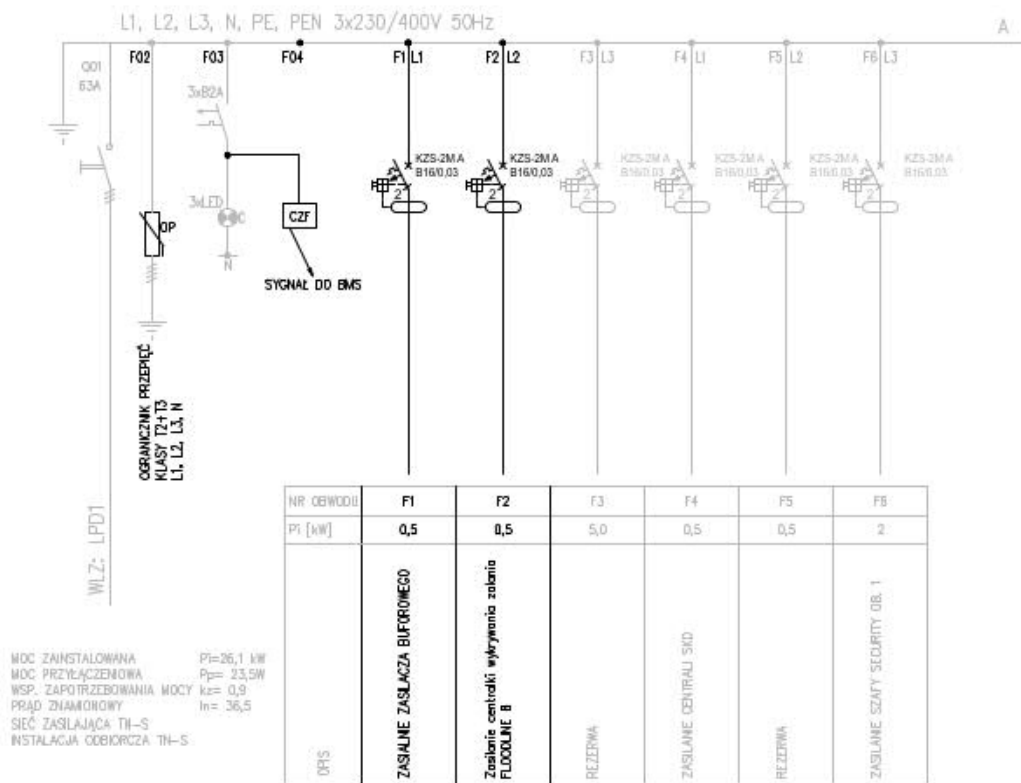 L1, L2, L3, N, PE, PEN 3x230/400V 50Hz
A
F02
F03
F04
F1 L1
F2 L2
F3 L3
F4 L1
F5 L2
F6 L3
Q01
63A
3xB2A
KZS-2M A
B16/0,03
2
KZS-2M A
B16/0,03
2
KZS-2M A
B16/0,03
2
KZS-2M A
B16/0,03
2
KZS-2M A
B16/0,03
2
KZS-2M A
B16/0,03
2
3xLED
OP
CZF
N
SYGNAŁ DO BMS
OGRANICZNIK PRZEPIĘĆ
KLASY T2+T3
L1, L2, L3, N
WLZ: LPD1
NR OBWODU F1 F2 F3 F4 F5 F6
Pi [kW] 0,5 0,5 5,0 0,5 0,5 2
OPIS
ZASIALNIE ZASILACZA BUFOROWEGO
Zasilanie centralki wykrywania zalania
FLOODLINE B
REZERWA
ZASILANIE CENTRALI SKD
REZERWA
ZASILANIE SZAFY SECURITY OB. 1
MOC ZAINSTALOWANA Pi=26,1 kW
MOC PRZYŁĄCZENIOWA Pp= 23,5W
WSP. ZAPOTRZEBOWANIA MOCY kz= 0,9
PRĄD ZNAMIONOWY In= 36,5
SIEĆ ZASILAJĄCA TN-S
INSTALACJA ODBIORCZA TN-S